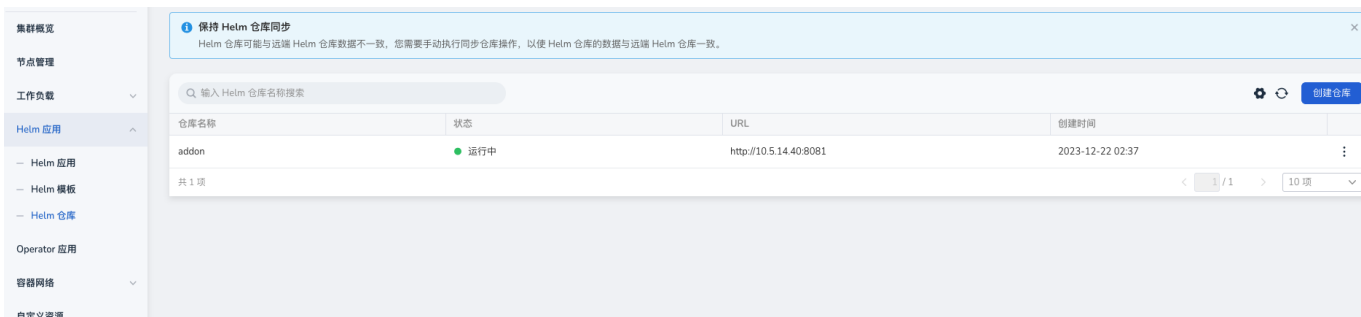 集群概览
节点管理
工作负载
Helm 应用
Helm 应用
Helm 模板
Helm 仓库
Operator 应用
容器网络
自定义资源
保持 Helm 仓库同步
Helm 仓库可能与远端 Helm 仓库数据不一致，您需要手动执行同步仓库操作，以使 Helm 仓库的数据与远端 Helm 仓库一致。
输入 Helm 仓库名称搜索
创建仓库
仓库名称 状态 URL 创建时间
addon 运行中 http://10.5.14.40:8081 2023-12-22 02:37
共 1 项 1 / 1 10 项